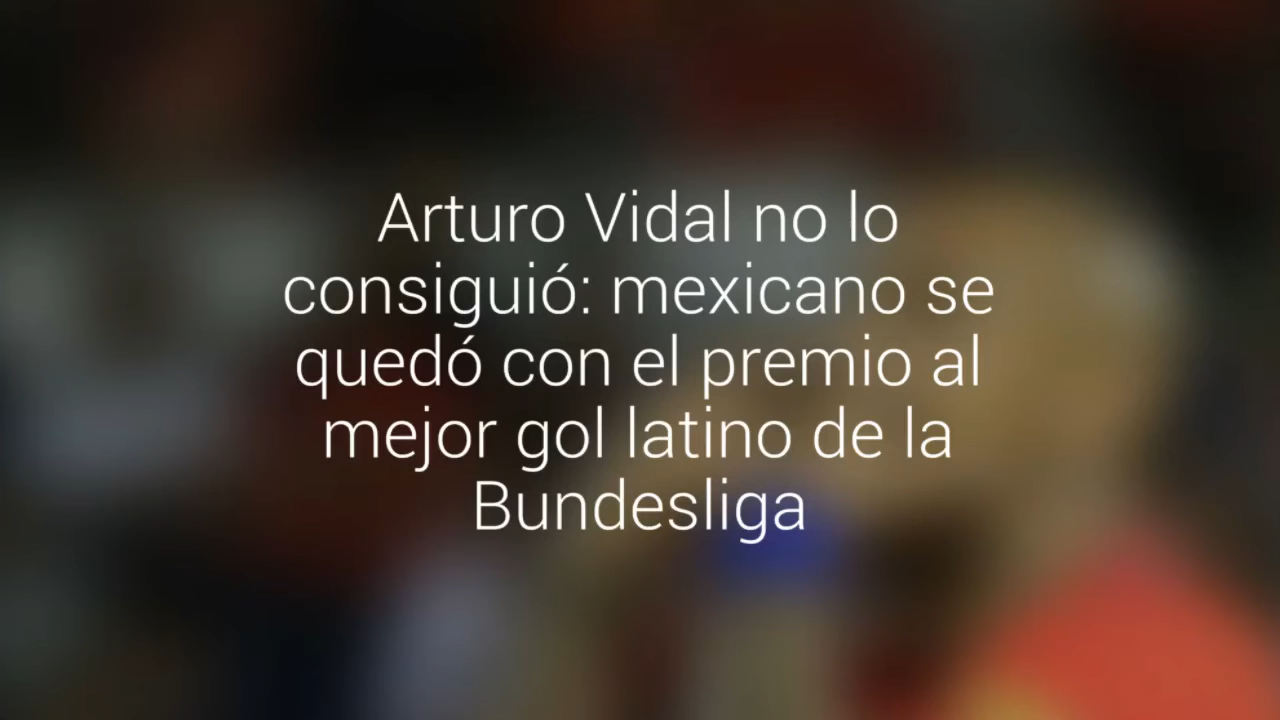 Arturo Vidal no lo
consiguió: mexicano se
quedó con el premio al
mejor gol latino de la
Bundesliga